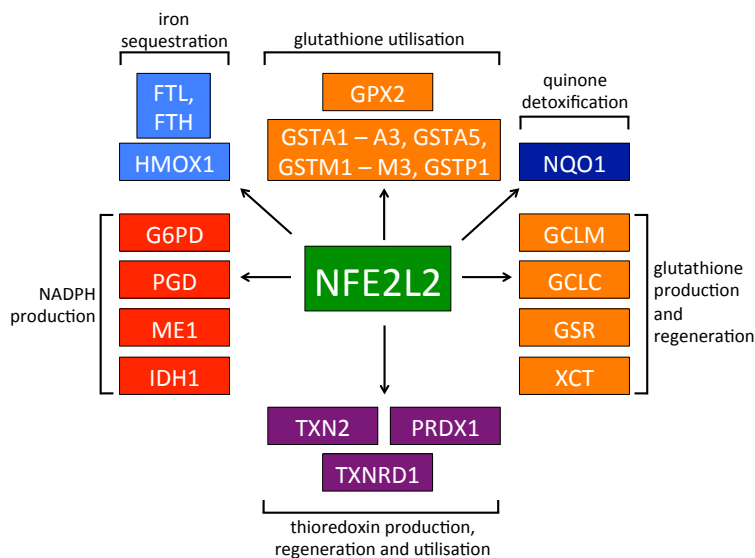 iron
sequestration
glutathione utilisation
FTL,
FTH
HMOX1
GPX2
GSTA1 – A3, GSTA5,
GSTM1 – M3, GSTP1
quinone
detoxification
NQO1
NADPH
production
G6PD
PGD
ME1
IDH1
NFE2L2
GCLM
GCLC
GSR
XCT
glutathione
production
and
regeneration
TXN2
PRDX1
TXNRD1
thioredoxin production,
regeneration and utilisation